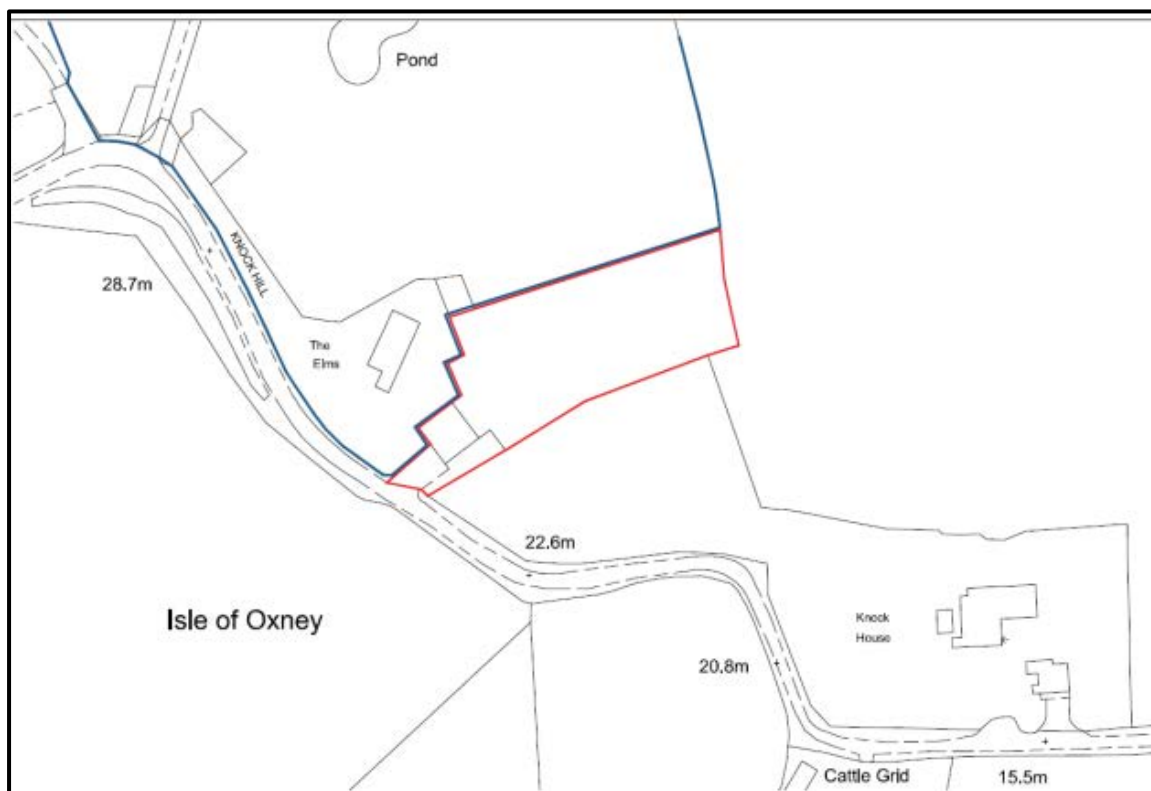 Pond
KNOCK HILL
28.7m
The
Elms
22.6m
Isle of Oxney
Knock
House
20.8m
Cattle Grid
15.5m